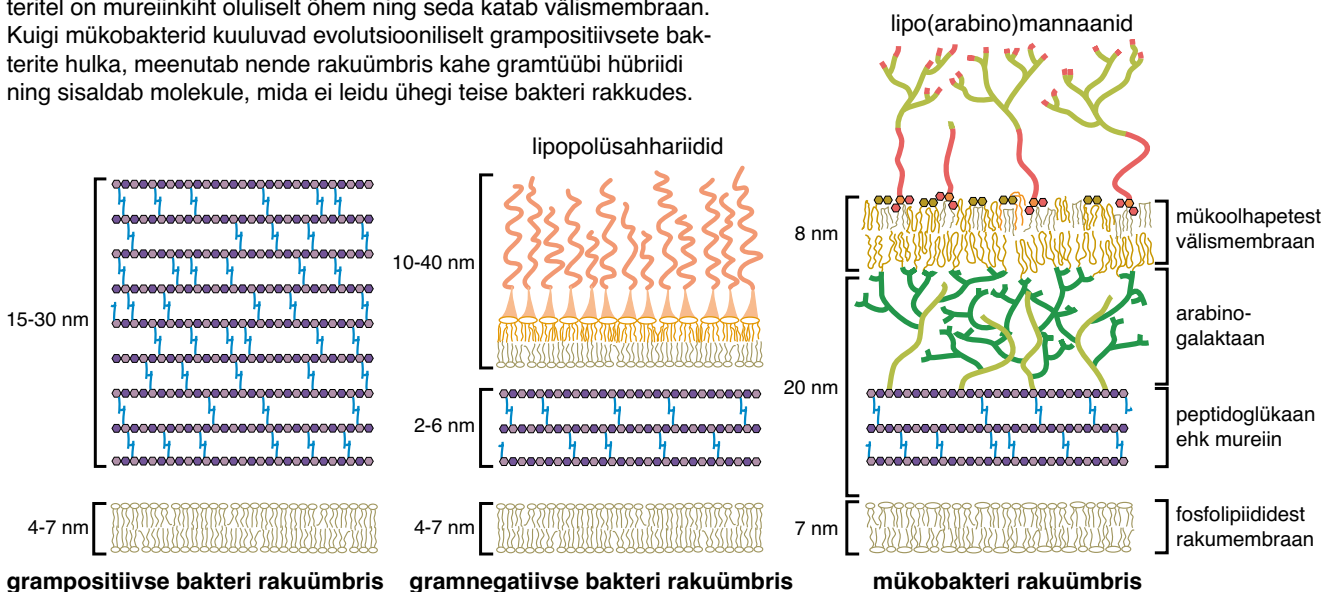 teritel on mureiinkiht oluliselt õhem ning seda katab välismembraan.
Kuigi mükobakterid kuuluvad evolutsiooniliselt grampositiivsete bak-
terite hulka, meenutab nende rakuümbris kahe gramtüübi hübriidi
ning sisaldab molekule, mida ei leidu ühegi teise bakteri rakkudes.
15-30 nm
4-7 nm
grampositiivse bakteri rakuümbris
lipopolüsahhariidid
10-40 nm
2-6 nm
4-7 nm
gramnegatiivse bakteri rakuümbris
lipo(arabino)mannaanid
8 nm
20 nm
7 nm
mükoolhapetest
välismembraan
arabino-
galaktaan
peptidoglükaan
ehk mureiin
fosfolipiididest
rakumembraan
mükobakteri rakuümbris